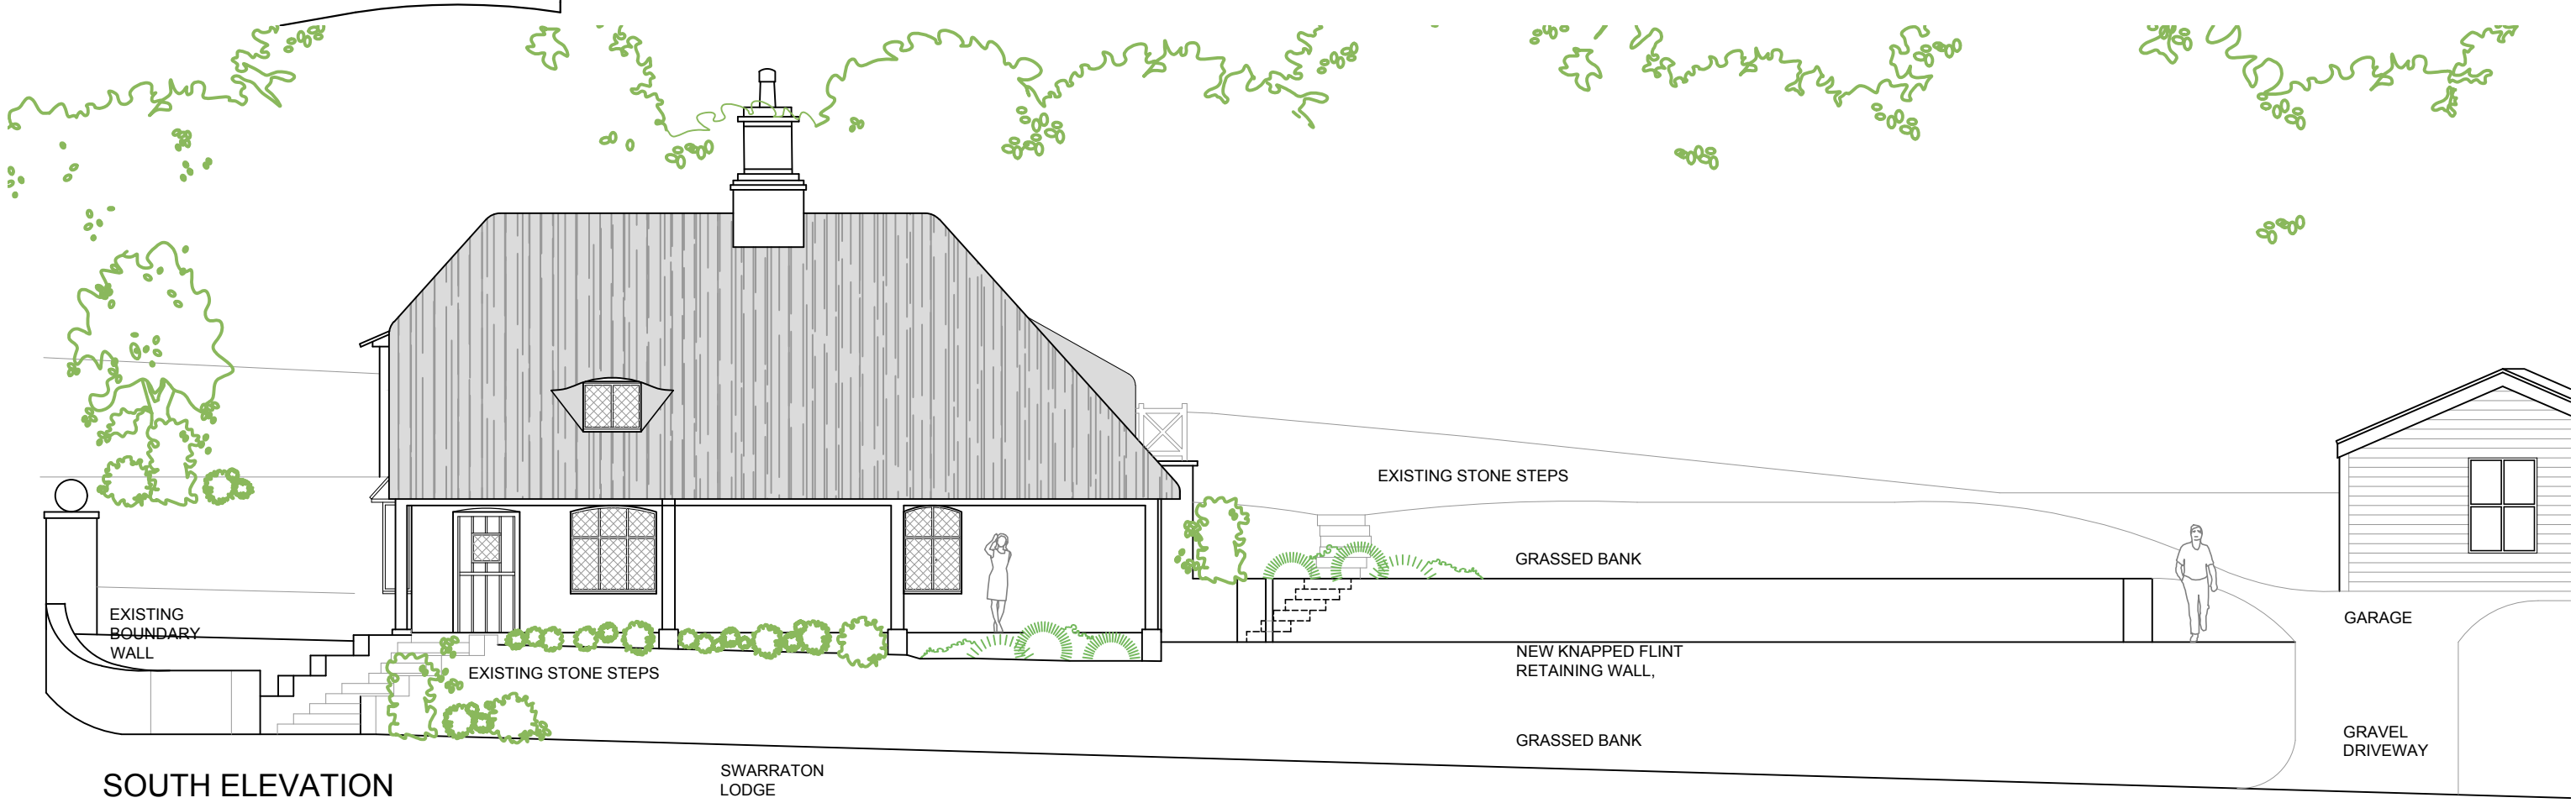 EXISTING STONE STEPS
GRASSED BANK
EXISTING
BOUNDARY
WALL
GARAGE
EXISTING STONE STEPS
NEW KNAPPED FLINT
RETAINING WALL,
GRASSED BANK
GRAVEL
DRIVEWAY
SOUTH ELEVATION
SWARRATON
LODGE